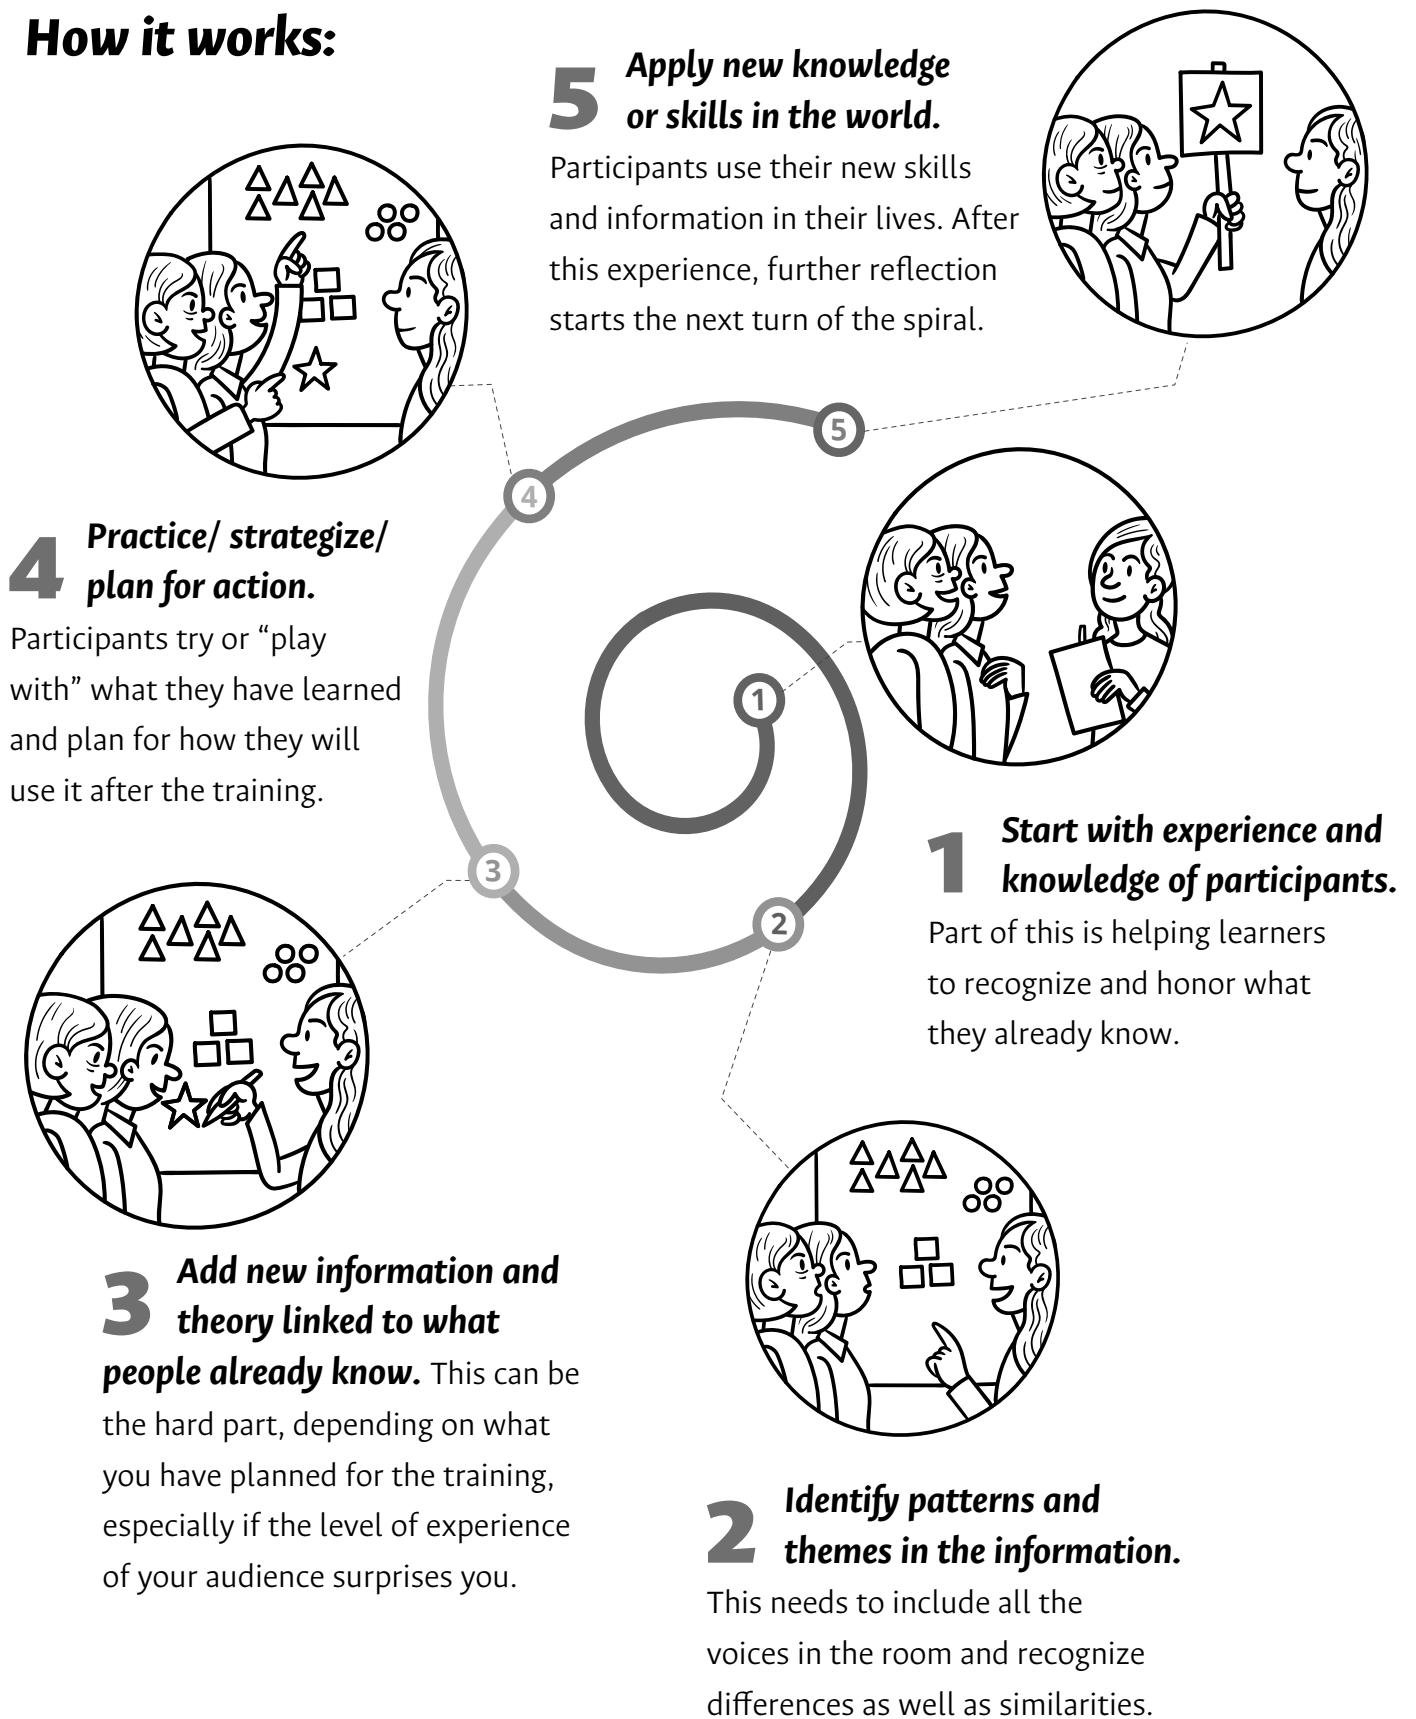 How it works:
5 Apply new knowledge
or skills in the world.
Participants use their new skills
and information in their lives. After
this experience, further reflection
starts the next turn of the spiral.
5
4
4 Practice/ strategize/
plan for action.
Participants try or “play
with” what they have learned
and plan for how they will
use it after the training.
1
1 Start with experience and
knowledge of participants.
Part of this is helping learners
to recognize and honor what
they already know.
3
2
3 Add new information and
theory linked to what
people already know. This can be
the hard part, depending on what
you have planned for the training,
especially if the level of experience
of your audience surprises you.
2 Identify patterns and
themes in the information.
This needs to include all the
voices in the room and recognize
differences as well as similarities.